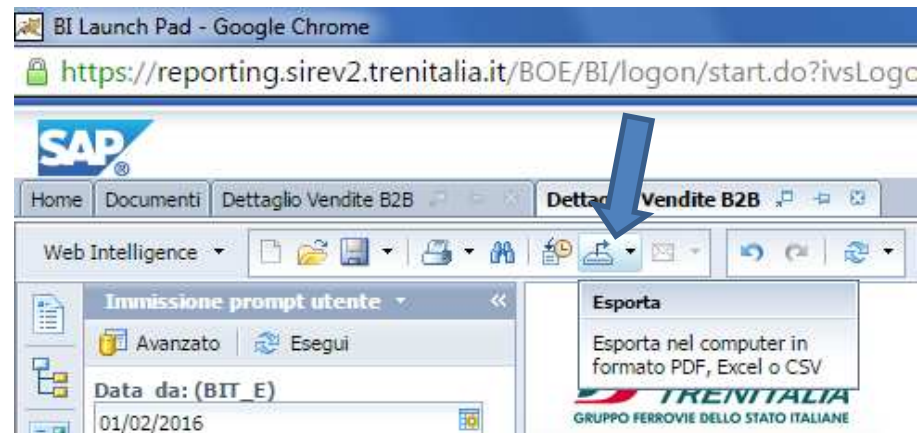 BI Launch Pad - Google Chrome
https://reporting.sirev2.trenitalia.it/BOE/BI/logon/start.do?ivsLogo
SAP
®
Home Documenti Dettaglio Vendite B2B Dettag Vendite B2B
Web Intelligence
Immissione prompt utente «
Esporta
Avanzato Esegui
Esporta nel computer in
formato PDF, Excel o CSV
Data da: (BIT_E)
TRENITALIA
01/02/2016
GRUPPO FERROVIE DELLO STATO ITALIANE